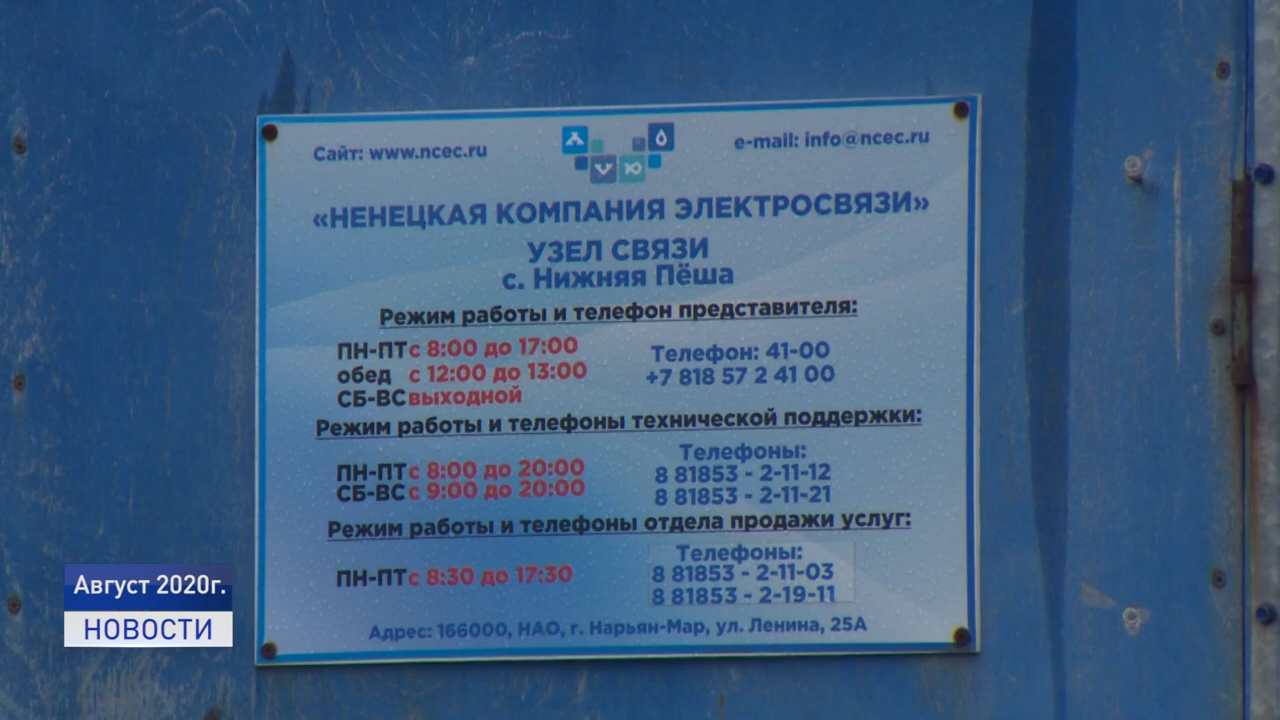 Сайт: www.ncec.ru
e-mail: info@ncec.ru
«НЕНЕЦКАЯ КОМПАНИЯ ЭЛЕКТРОСВЯЗИ»
УЗЕЛ СВЯЗИ
с. Нижняя Пёша
Режим работы и телефон представителя:
ПН-ПТ с 8:00 до 17:00
обед с 12:00 до 13:00
СБ-ВС выходной
Телефон: 41-00
+7 818 57 2 41 00
Режим работы и телефоны технической поддержки:
ПН-ПТ с 8:00 до 20:00
СБ-ВС с 9:00 до 20:00
Телефоны:
8 81853 - 2-11-12
8 81853 - 2-11-21
Режим работы и телефоны отдела продажи услуг:
ПН-ПТ с 8:30 до 17:30
Телефоны:
8 81853 - 2-11-03
8 81853 - 2-19-11
Адрес: 166000, НАО, г. Нарьян-Мар, ул. Ленина, 25А
Август 2020г.
НОВОСТИ